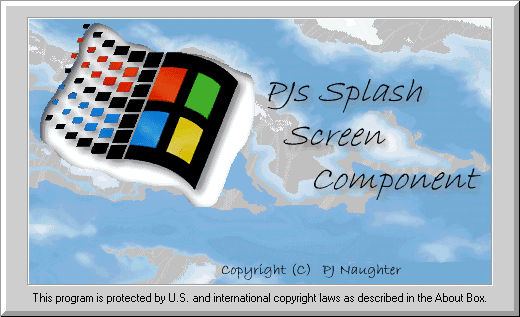 PJs Splash
Screen
Component
Copyright (C) PJ Naughter
This program is protected by U.S. and international copyright laws as described in the About Box.